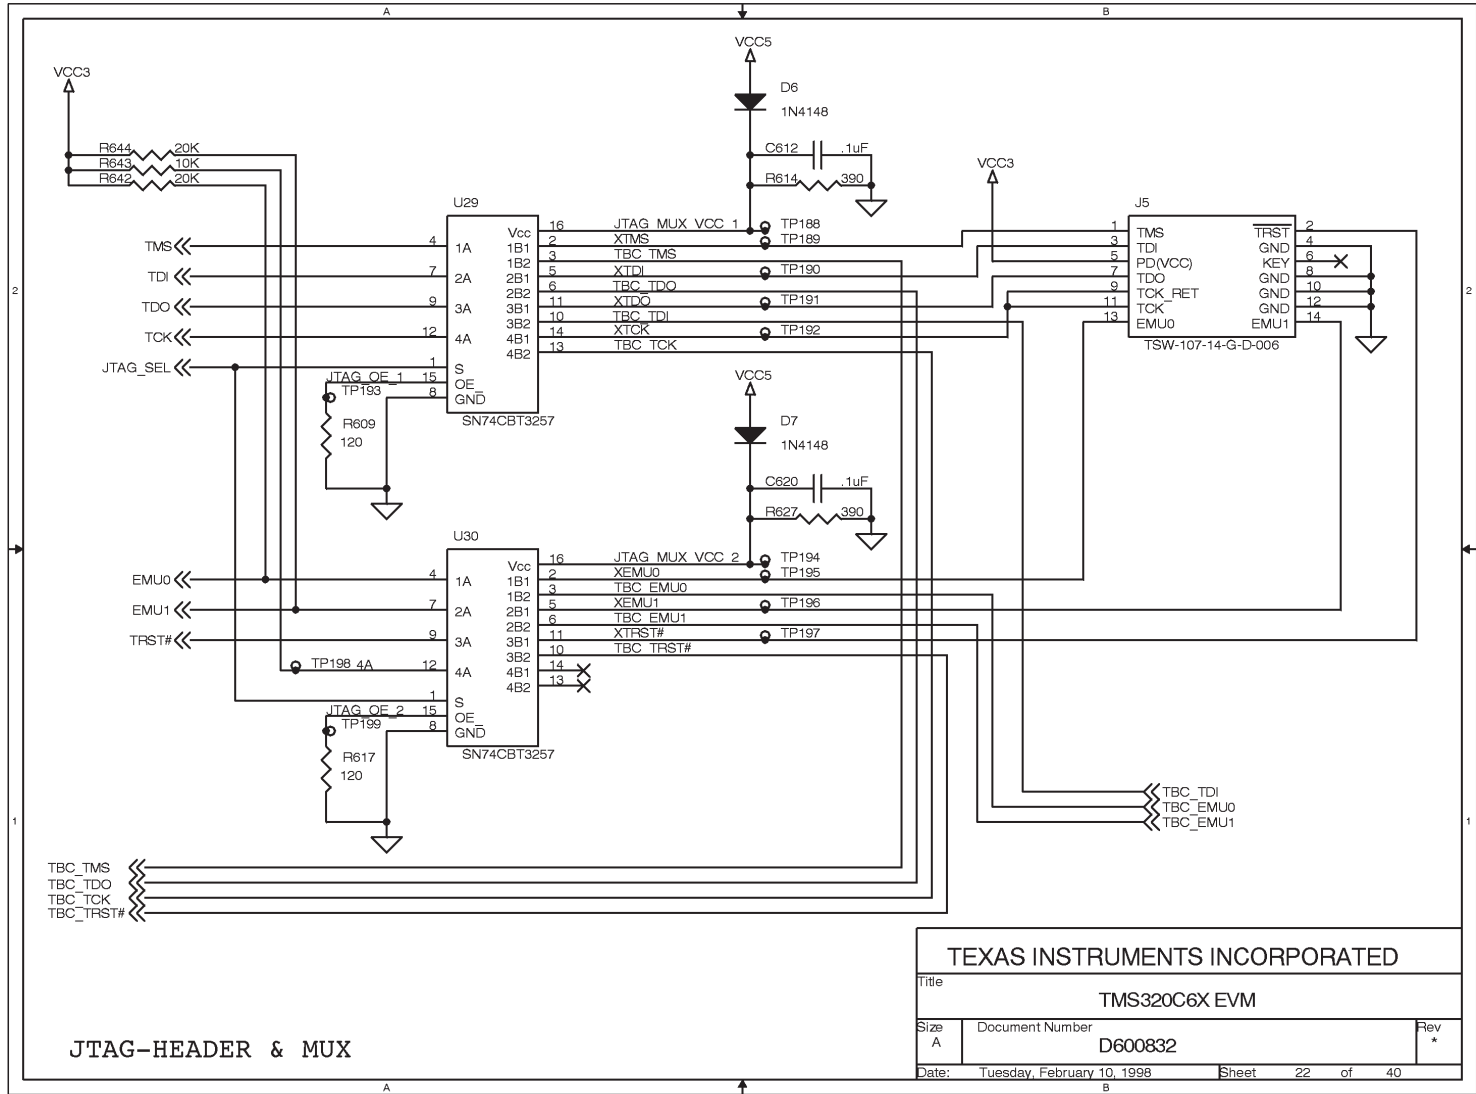 A B
VCC5
VCC3
D6
1N4148
R644 20K
R643 10K
R642 20K
C612 .1uF
R614 390
VCC3
U29
J5
TMS
TDI
TDO
TCK
JTAG_SEL
4 1A
7 2A
9 3A
12 4A
1 S
15 OE_
8 GND
Vcc 16 JTAG_MUX_VCC_1 TP188
1B1 2 XTMS TP189
1B2 3 TBC_TMS
2B1 5 XTDI TP190
2B2 6 TBC_TDO
3B1 11 XTDO TP191
3B2 10 TBC_TDI
4B1 14 XTCK TP192
4B2 13 TBC_TCK
SN74CBT3257
1 TMS TRST 2
3 TDI GND 4
5 PD(VCC) KEY 6
7 TDO GND 8
9 TCK_RET GND 10
11 TCK GND 12
13 EMU0 EMU1 14
TSW-107-14-G-D-006
2 2
JTAG_OE_1
TP193
R609
120
VCC5
D7
1N4148
C620 .1uF
R627 390
U30
EMU0
EMU1
TRST#
4 1A
7 2A
9 3A
TP198 4A 12 4A
1 S
15 OE_
8 GND
Vcc 16 JTAG_MUX_VCC_2 TP194
1B1 2 XEMU0 TP195
1B2 3 TBC_EMU0
2B1 5 XEMU1 TP196
2B2 6 TBC_EMU1
3B1 11 XTRST# TP197
3B2 10 TBC_TRST#
4B1 14
4B2 13
SN74CBT3257
JTAG_OE_2
TP199
R617
120
TBC_TDI
TBC_EMU0
TBC_EMU1
1 1
TBC_TMS
TBC_TDO
TBC_TCK
TBC_TRST#
JTAG-HEADER & MUX
TEXAS INSTRUMENTS INCORPORATED
Title
TMS320C6X EVM
Size
A
Document Number
D600832
Rev
*
Date: Tuesday, February 10, 1998 Sheet 22 of 40
A B